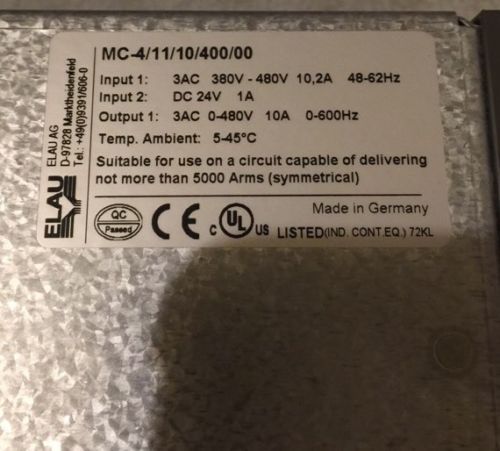 MC-4/11/10/400/00
Input 1: 3AC 380V - 480V 10,2A 48-62Hz
Input 2: DC 24V 1A
Output 1: 3AC 0-480V 10A 0-600Hz
Temp. Ambient: 5-45°C
Suitable for use on a circuit capable of delivering
not more than 5000 Arms (symmetrical)
Made in Germany
QC
Passed
CE
C UL US LISTED(IND. CONT.EQ.) 72KL
ELAU
ELAU AG
D-97828 Marktheidenfeld
Tel.: +49(0)9391/606-0